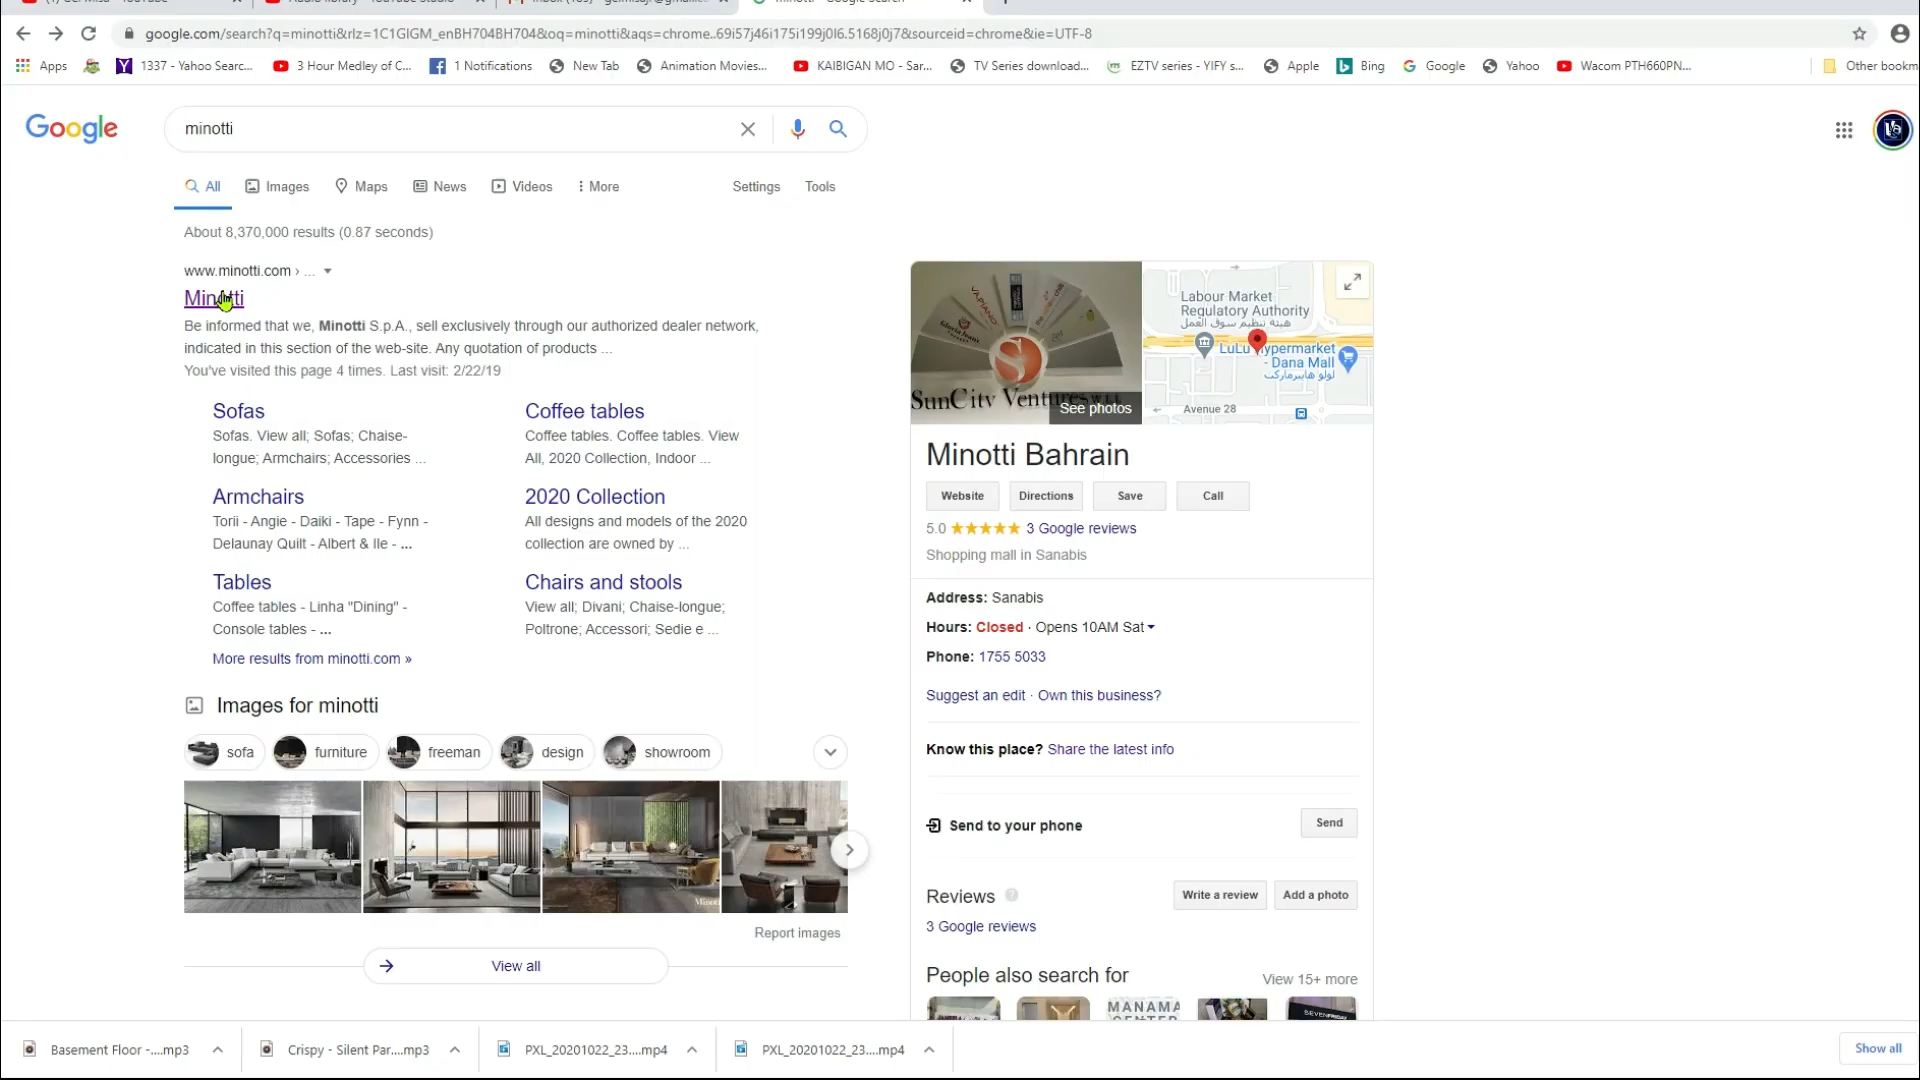 google.com/search?q=minotti&rlz=1C1GIGM_enBH704BH704&oq=minotti&aqs=chrome..69i57j46i175i199j0l6.5168j0j7&sourceid=chrome&ie=UTF-8
Apps 1337 - Yahoo Searc... 3 Hour Medley of C... 1 Notifications New Tab Animation Movies... KAIBIGAN MO - Sar... TV Series download... EZTV series - YIFY s... Apple Bing Google Yahoo Wacom PTH660PN... Other bookm
Google minotti
All Images Maps News Videos More Settings Tools
About 8,370,000 results (0.87 seconds)
www.minotti.com › ...
Minotti
Be informed that we, Minotti S.p.A., sell exclusively through our authorized dealer network,
indicated in this section of the web-site. Any quotation of products ...
You've visited this page 4 times. Last visit: 2/22/19
Sofas
Sofas. View all; Sofas; Chaise-
longue; Armchairs; Accessories ...
Coffee tables
Coffee tables. Coffee tables. View
All, 2020 Collection, Indoor ...
Armchairs
Torii - Angie - Daiki - Tape - Fynn -
Delaunay Quilt - Albert & Ile - ...
2020 Collection
All designs and models of the 2020
collection are owned by ...
Tables
Coffee tables - Linha "Dining" -
Console tables - ...
Chairs and stools
View all; Divani; Chaise-longue;
Poltrone; Accessori; Sedie e ...
More results from minotti.com »
Images for minotti
sofa furniture freeman design showroom
Minotti
Report images
View all
VAPIANO
Gloria Jean's
SunCity Ventures WLL
See photos
Labour Market
Regulatory Authority
هيئة تنظيم سوق العمل
LuLu Hypermarket
- Dana Mall
لولو هايبرماركت
Avenue 28
Minotti Bahrain
Website Directions Save Call
5.0 3 Google reviews
Shopping mall in Sanabis
Address: Sanabis
Hours: Closed · Opens 10AM Sat
Phone: 1755 5033
Suggest an edit · Own this business?
Know this place? Share the latest info
Send to your phone Send
Reviews Write a review Add a photo
3 Google reviews
People also search for View 15+ more
MANAMA
CENTER
SEVENFRIDAY
Basement Floor -....mp3 Crispy - Silent Par....mp3 PXL_20201022_23....mp4 PXL_20201022_23....mp4 Show all